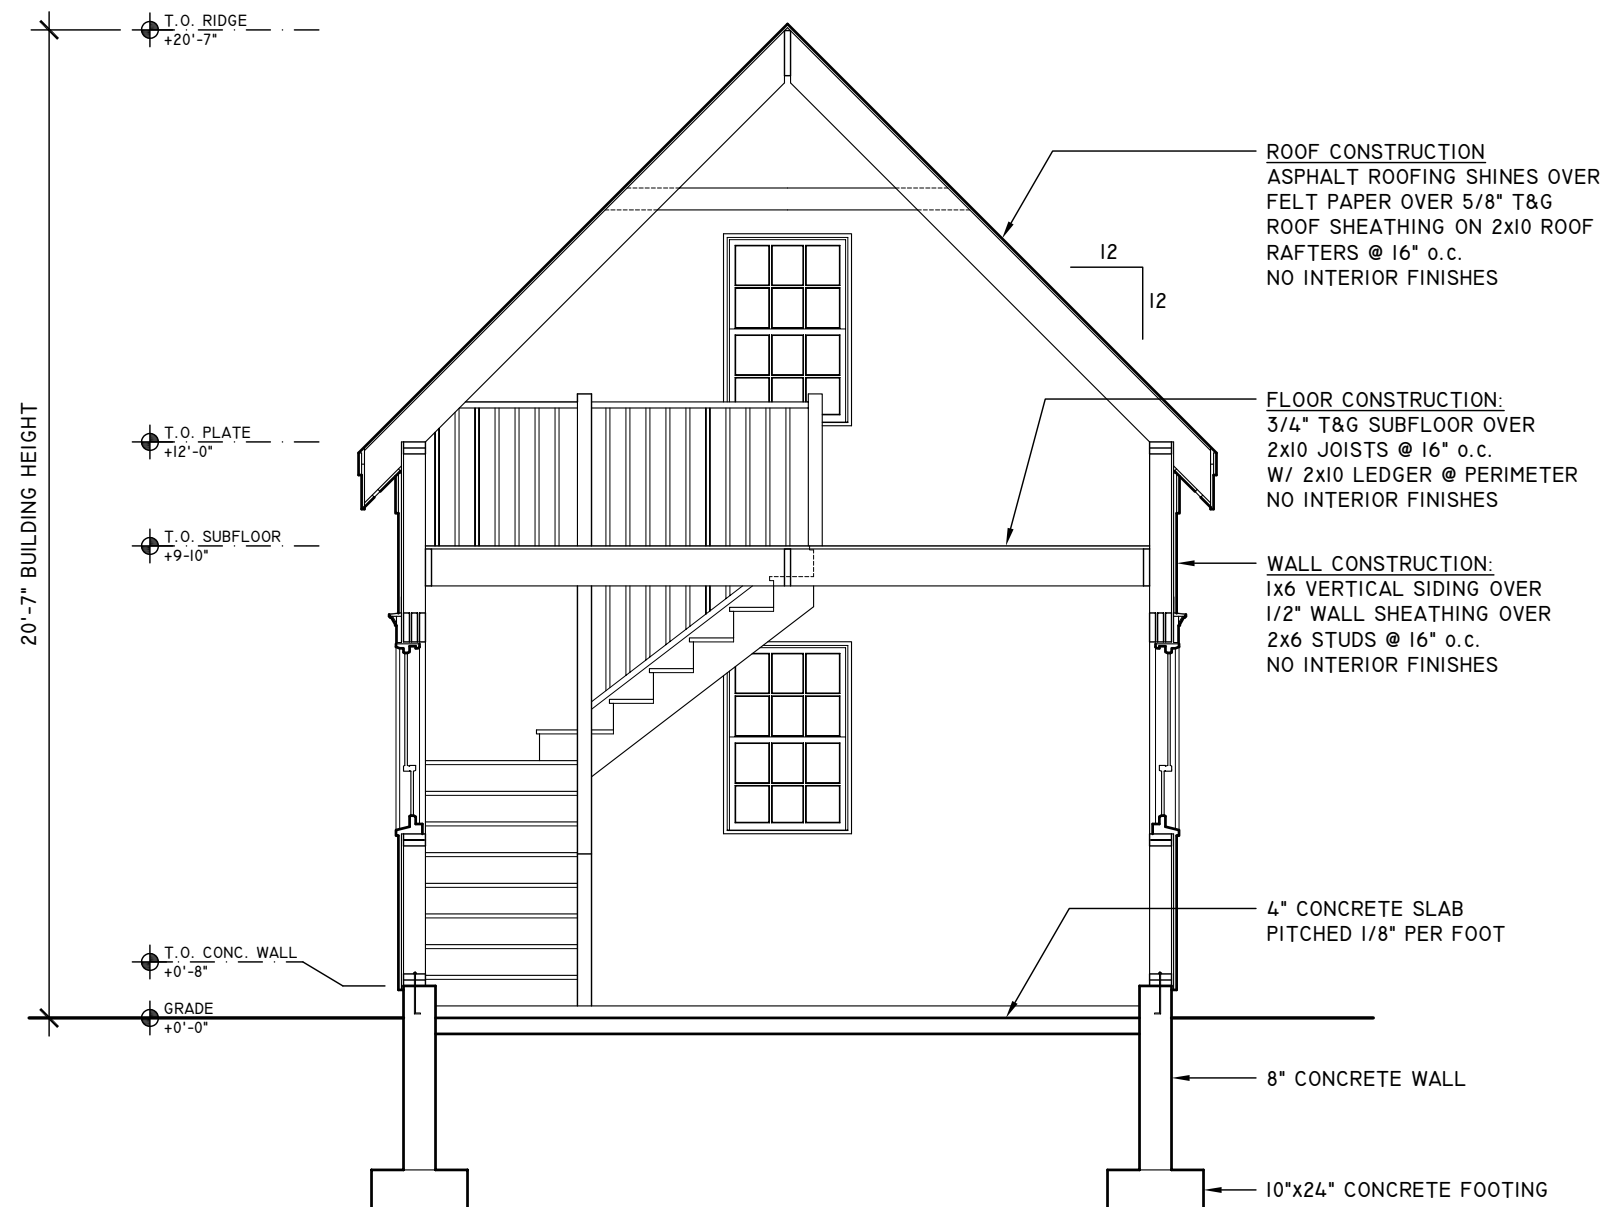 T.O. RIDGE
+20'-7"
T.O. PLATE
+12'-0"
T.O. SUBFLOOR
+9-10"
T.O. CONC. WALL
+0'-8"
GRADE
+0'-0"
20'-7" BUILDING HEIGHT
12
12
ROOF CONSTRUCTION
ASPHALT ROOFING SHINES OVER
FELT PAPER OVER 5/8" T&G
ROOF SHEATHING ON 2x10 ROOF
RAFTERS @ 16" o.c.
NO INTERIOR FINISHES
FLOOR CONSTRUCTION:
3/4" T&G SUBFLOOR OVER
2x10 JOISTS @ 16" o.c.
W/ 2x10 LEDGER @ PERIMETER
NO INTERIOR FINISHES
WALL CONSTRUCTION:
1x6 VERTICAL SIDING OVER
1/2" WALL SHEATHING OVER
2x6 STUDS @ 16" o.c.
NO INTERIOR FINISHES
4" CONCRETE SLAB
PITCHED 1/8" PER FOOT
8" CONCRETE WALL
10"x24" CONCRETE FOOTING